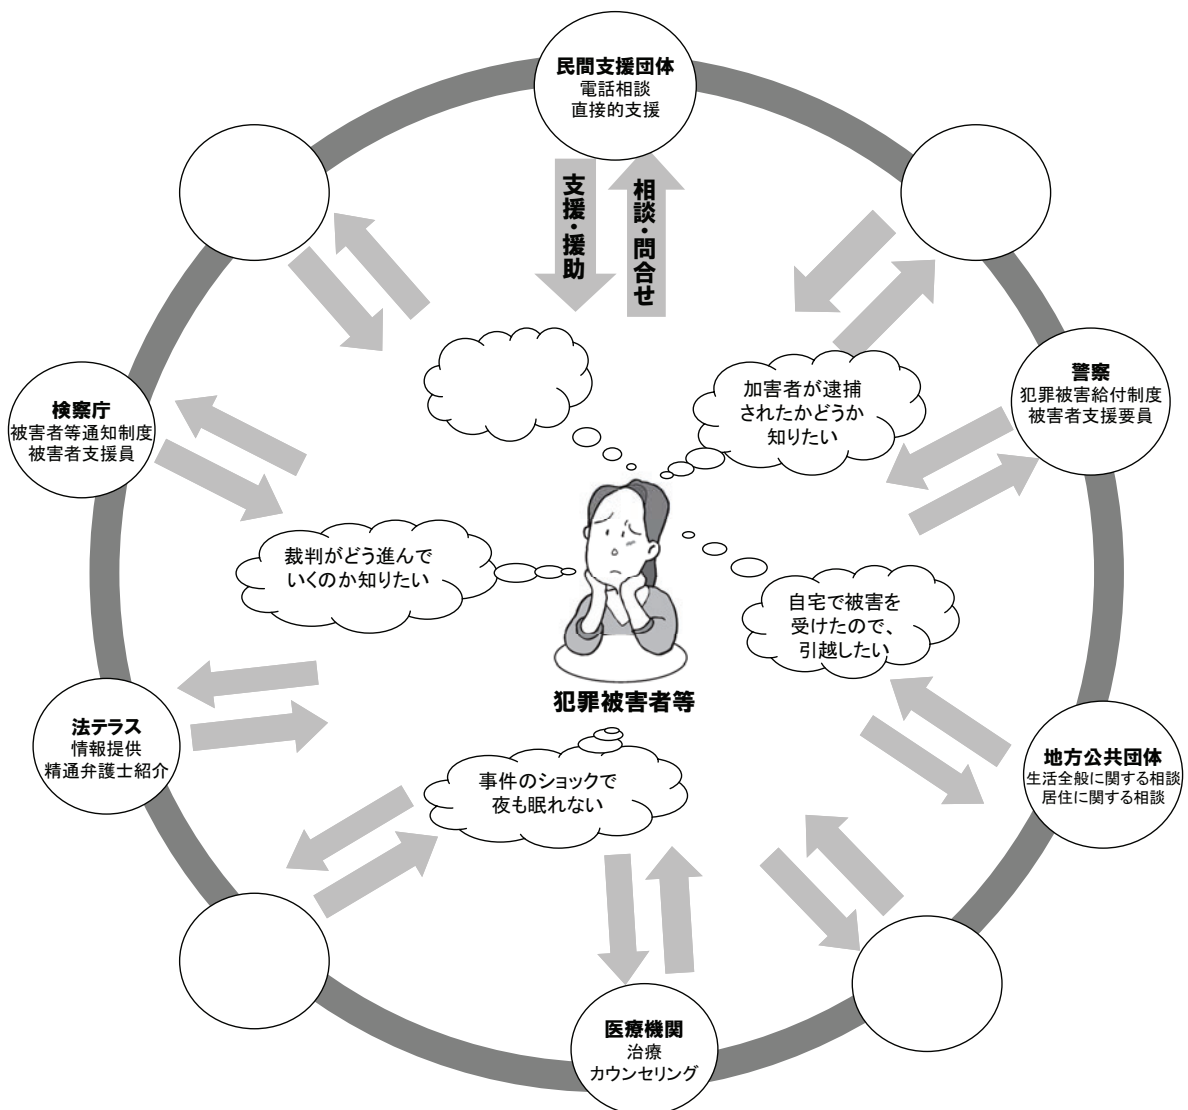 民間支援団体
電話相談
直接的支援
支援・援助
相談・問合せ
加害者が逮捕
されたかどうか
知りたい
警察
犯罪被害給付制度
被害者支援要員
検察庁
被害者等通知制度
被害者支援員
裁判がどう進んで
いくのか知りたい
自宅で被害を
受けたので、
引越したい
犯罪被害者等
法テラス
情報提供
精通弁護士紹介
事件のショックで
夜も眠れない
地方公共団体
生活全般に関する相談
居住に関する相談
医療機関
治療
カウンセリング